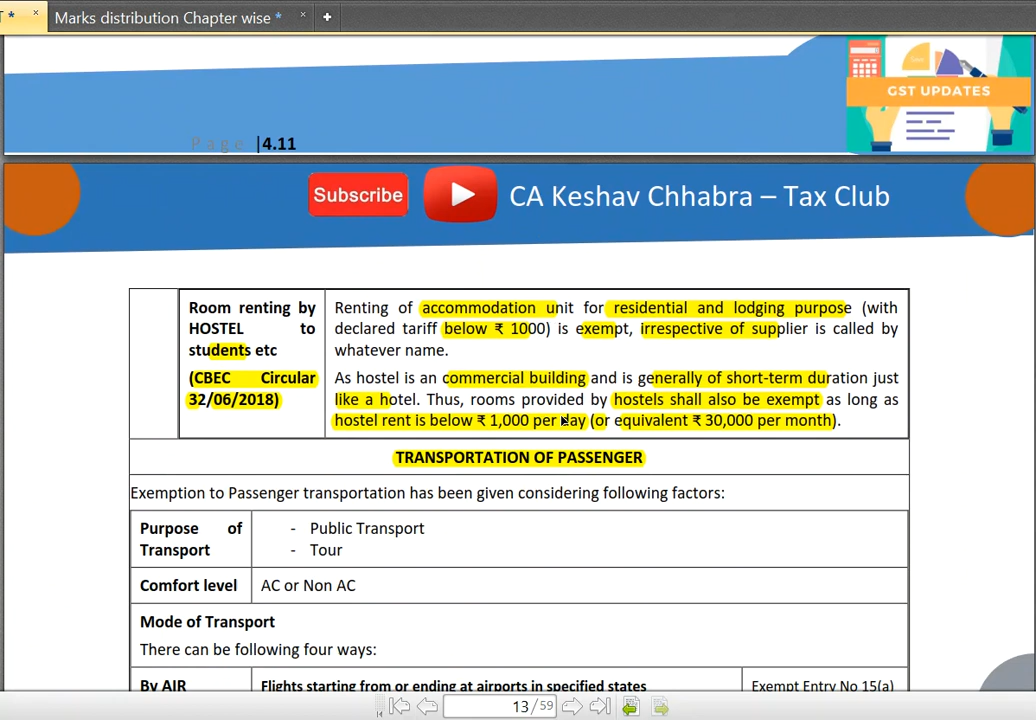 T *
Marks distribution Chapter wise *
GST UPDATES
Page |4.11
Subscribe
CA Keshav Chhabra – Tax Club
Room renting by HOSTEL to students etc
(CBEC Circular 32/06/2018)
Renting of accommodation unit for residential and lodging purpose (with
declared tariff below ₹ 1000) is exempt, irrespective of supplier is called by
whatever name.
As hostel is an commercial building and is generally of short-term duration just
like a hotel. Thus, rooms provided by hostels shall also be exempt as long as
hostel rent is below ₹ 1,000 per day (or equivalent ₹ 30,000 per month).
TRANSPORTATION OF PASSENGER
Exemption to Passenger transportation has been given considering following factors:
Purpose of Transport
- Public Transport
- Tour
Comfort level
AC or Non AC
Mode of Transport
There can be following four ways:
By AIR
Flights starting from or ending at airports in specified states
Exempt Entry No 15(a)
13 / 59